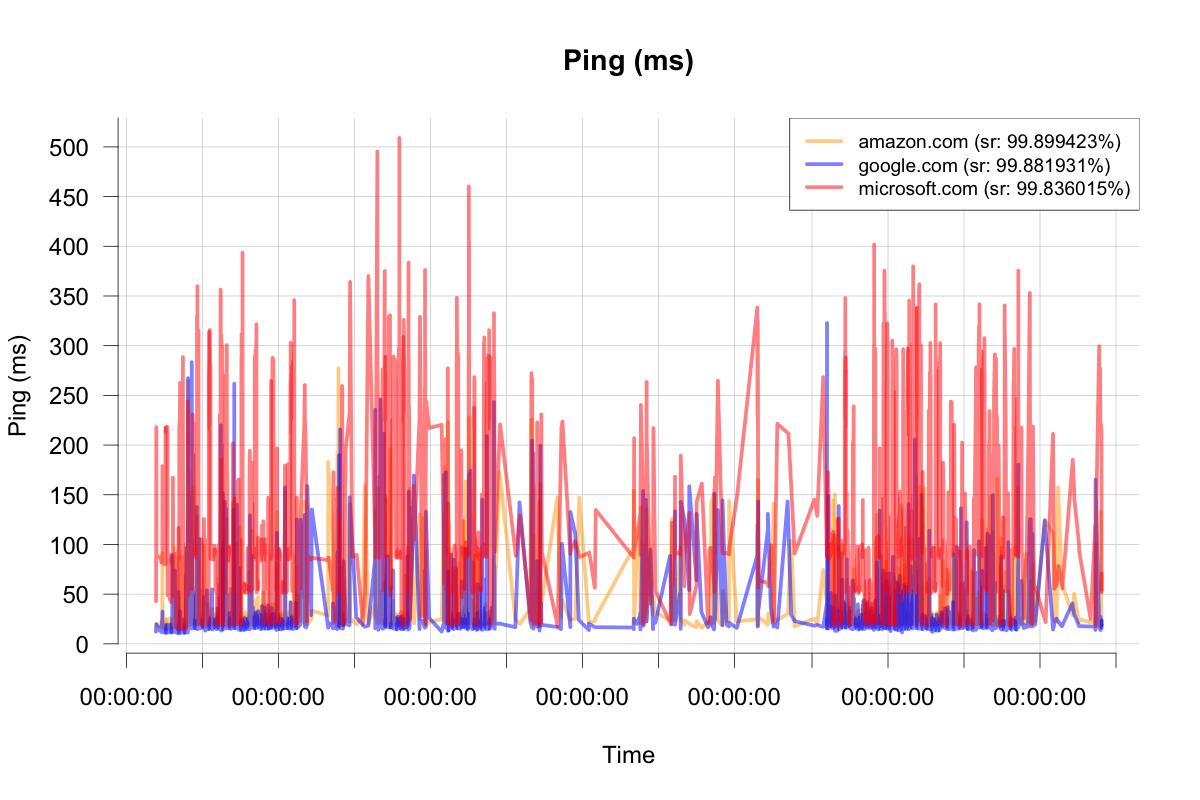 Ping (ms)
amazon.com (sr: 99.899423%)
google.com (sr: 99.881931%)
microsoft.com (sr: 99.836015%)
500
450
400
350
300
250
200
150
100
50
0
Ping (ms)
00:00:00 00:00:00 00:00:00 00:00:00 00:00:00 00:00:00 00:00:00
Time